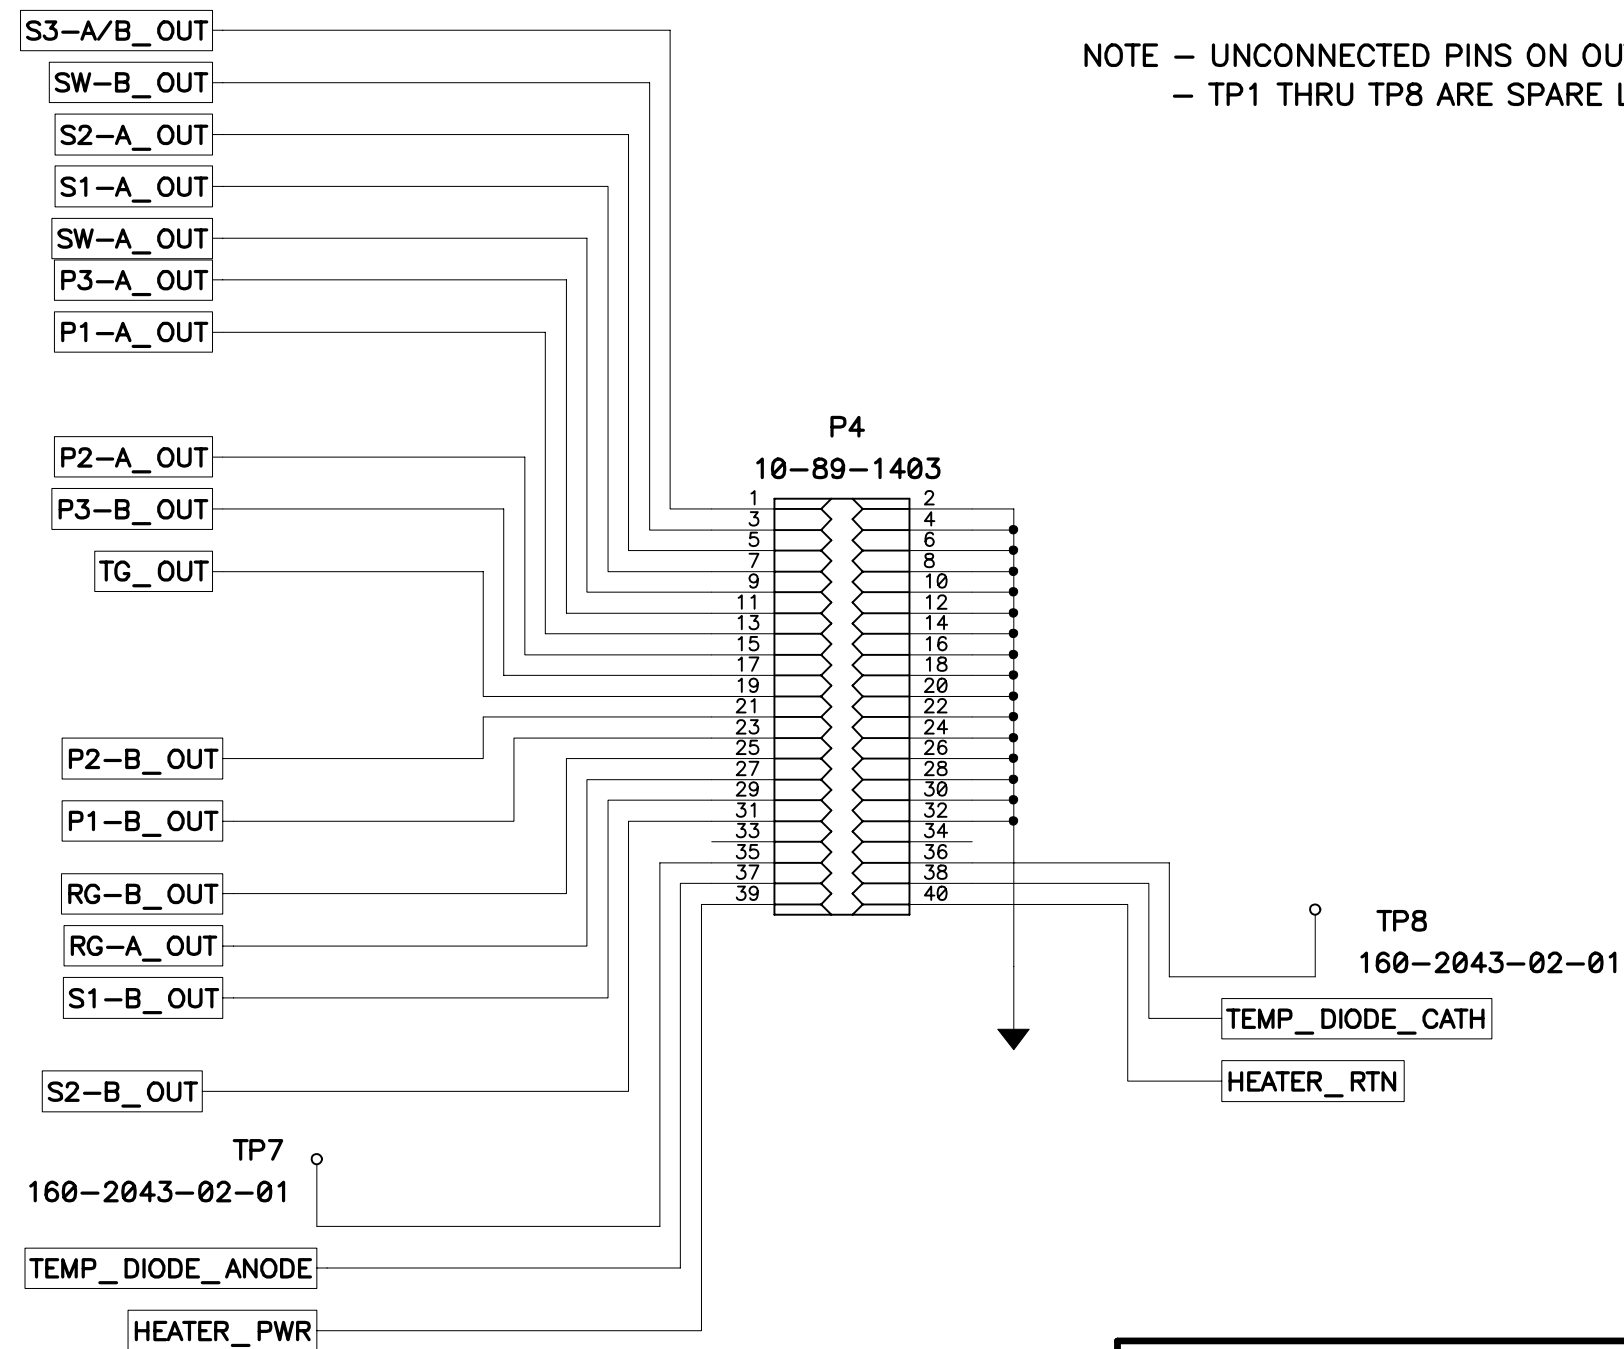 S3-A/B_OUT
SW-B_OUT
S2-A_OUT
S1-A_OUT
SW-A_OUT
P3-A_OUT
P1-A_OUT
P2-A_OUT
P3-B_OUT
TG_OUT
P2-B_OUT
P1-B_OUT
RG-B_OUT
RG-A_OUT
S1-B_OUT
S2-B_OUT
TP7
160-2043-02-01
TEMP_DIODE_ANODE
HEATER_PWR
NOTE - UNCONNECTED PINS ON
- TP1 THRU TP8 ARE SPARE
P4
10-89-1403
1 2
3 4
5 6
7 8
9 10
11 12
13 14
15 16
17 18
19 20
21 22
23 24
25 26
27 28
29 30
31 32
33 34
35 36
37 38
39 40
TP8
160-2043-02-01
TEMP_DIODE_CATH
HEATER_RTN